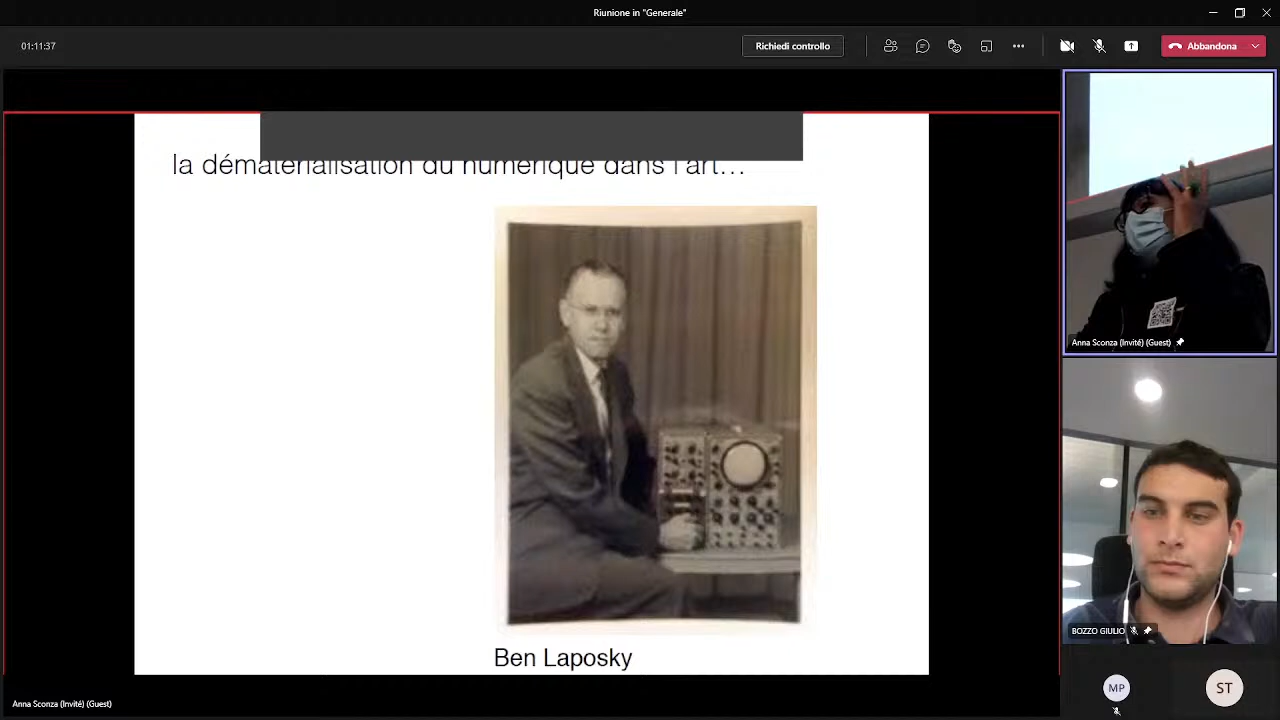 Riunione in "Generale"
01:11:37
Richiedi controllo
Abbandona
la dématérialisation du numérique dans l'art...
Ben Laposky
Anna Sconza (Invité) (Guest)
Anna Sconza (Invité) (Guest)
BOZZO GIULIO
MP
ST